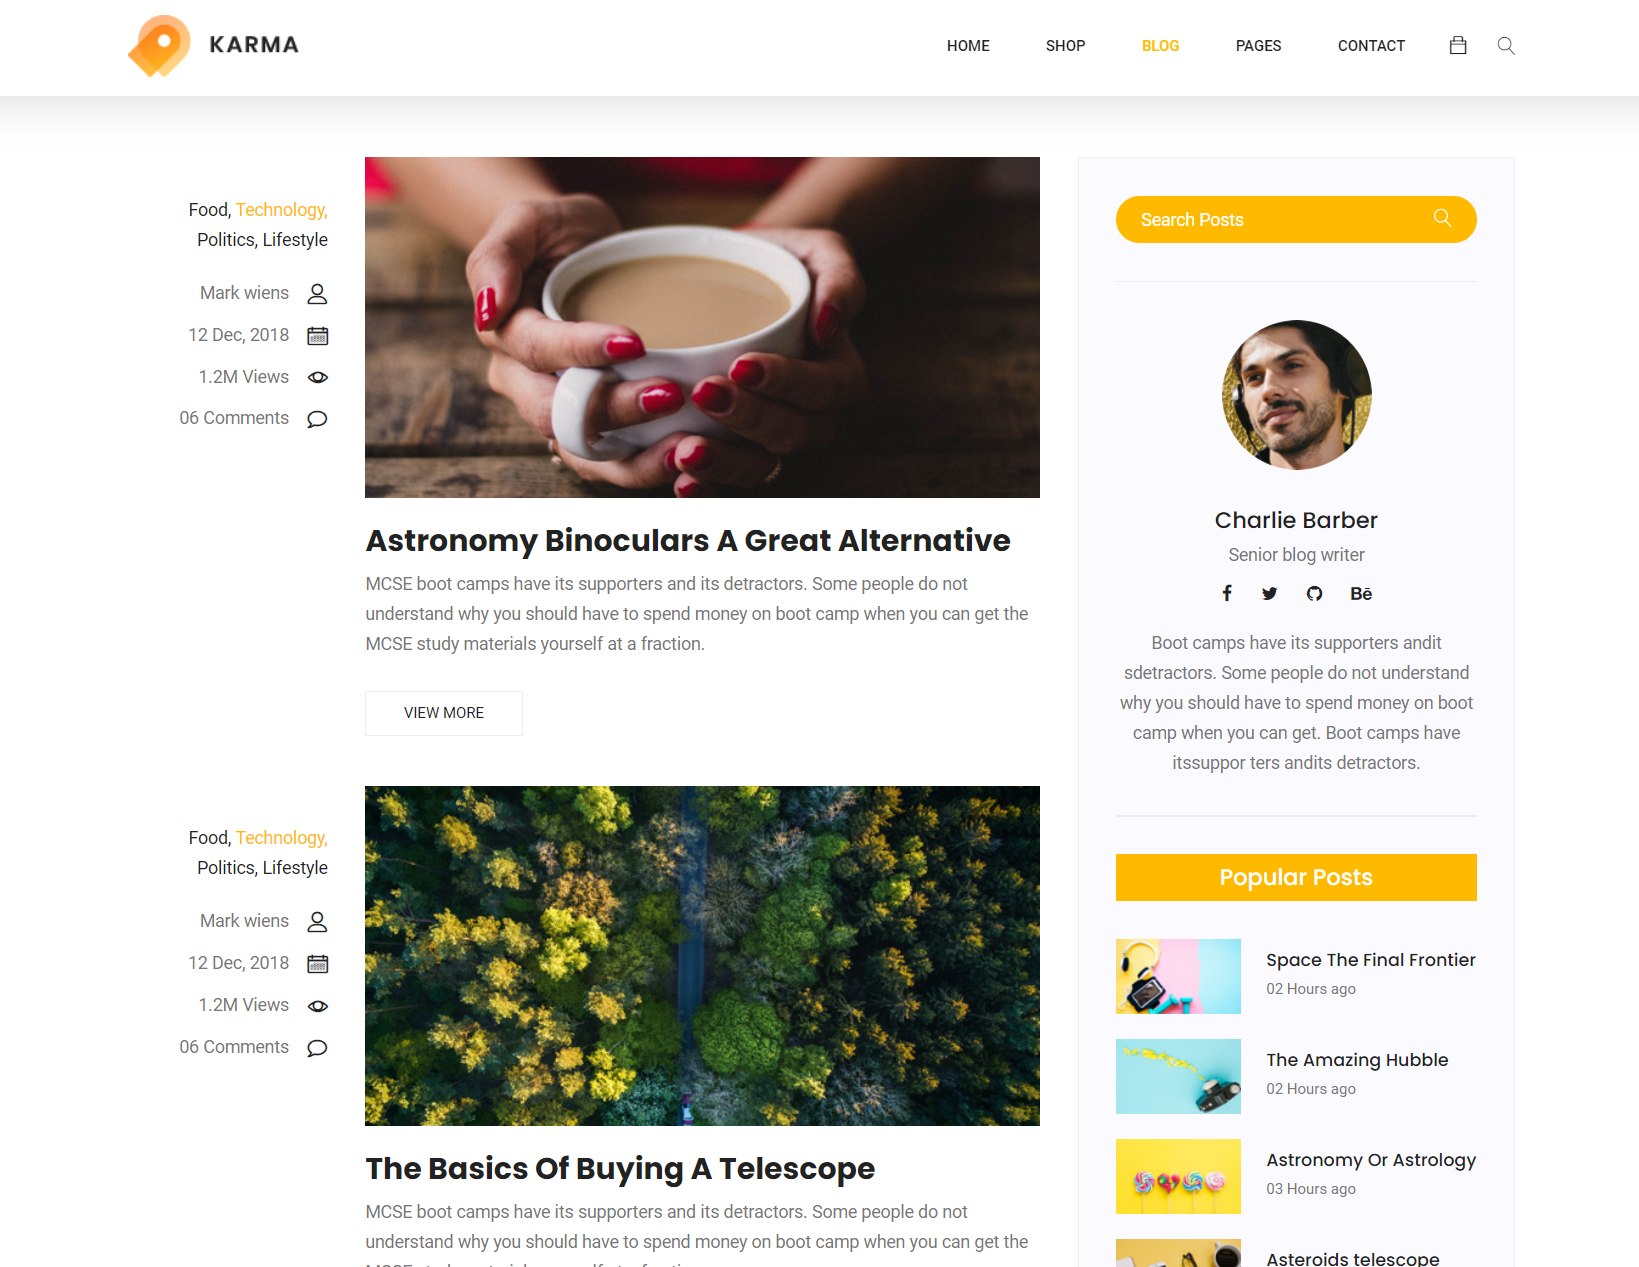 KARMA
HOME SHOP BLOG PAGES CONTACT
Food, Technology,
Politics, Lifestyle
Mark wiens
12 Dec, 2018
1.2M Views
06 Comments
Astronomy Binoculars A Great Alternative
MCSE boot camps have its supporters and its detractors. Some people do not
understand why you should have to spend money on boot camp when you can get the
MCSE study materials yourself at a fraction.
VIEW MORE
Food, Technology,
Politics, Lifestyle
Mark wiens
12 Dec, 2018
1.2M Views
06 Comments
The Basics Of Buying A Telescope
MCSE boot camps have its supporters and its detractors. Some people do not
understand why you should have to spend money on boot camp when you can get the
Search Posts
Charlie Barber
Senior blog writer
Bē
Boot camps have its supporters andit
sdetractors. Some people do not understand
why you should have to spend money on boot
camp when you can get. Boot camps have
itssuppor ters andits detractors.
Popular Posts
Space The Final Frontier
02 Hours ago
The Amazing Hubble
02 Hours ago
Astronomy Or Astrology
03 Hours ago
Asteroids telescope